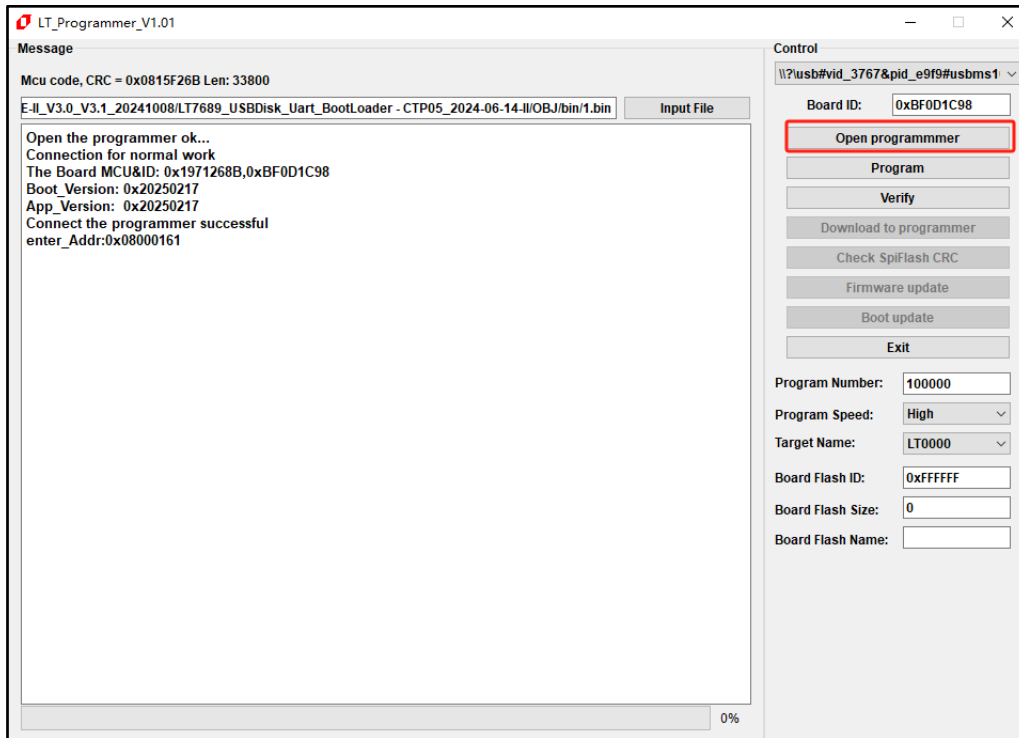 LT_Programmer_V1.01
Message
Mcu code, CRC = 0x0815F26B Len: 33800
E-II_V3.0_V3.1_20241008/LT7689_USBDisk_Uart_BootLoader - CTP05_2024-06-14-II/OBJ/bin/1.bin
Input File
Open the programmer ok...
Connection for normal work
The Board MCU&ID: 0x1971268B,0xBF0D1C98
Boot_Version: 0x20250217
App_Version: 0x20250217
Connect the programmer successful
enter_Addr:0x08000161
0%
Control
\\?\usb#vid_3767&pid_e9f9#usbms1
Board ID: 0xBF0D1C98
Open programmmer
Program
Verify
Download to programmer
Check SpiFlash CRC
Firmware update
Boot update
Exit
Program Number: 100000
Program Speed: High
Target Name: LT0000
Board Flash ID: 0xFFFFFF
Board Flash Size: 0
Board Flash Name: